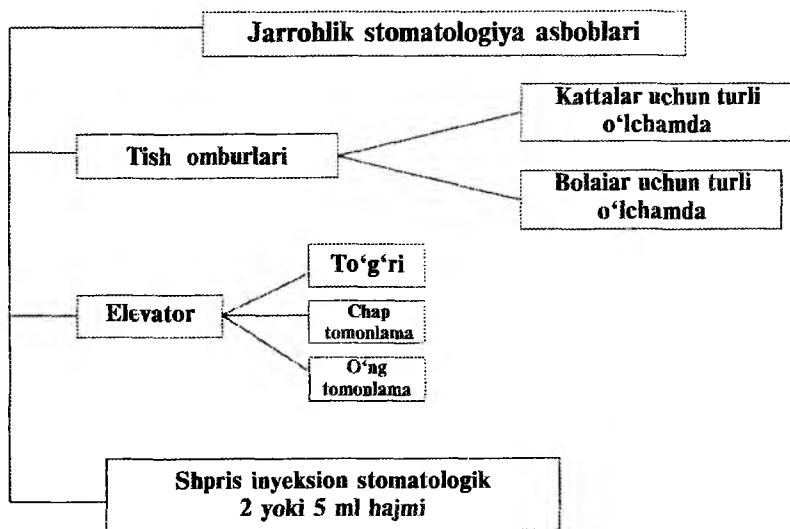 Jarrohlik stomatologiya asboblari
Kattalar uchun turli
o‘lchamda
Tish omburlari
Bolaiar uchun turli
o‘lchamda
To‘g‘ri
Elevator
Chap
tomonlama
O‘ng
tomonlama
Shpris inyeksion stomatologik
2 yoki 5 ml hajmi